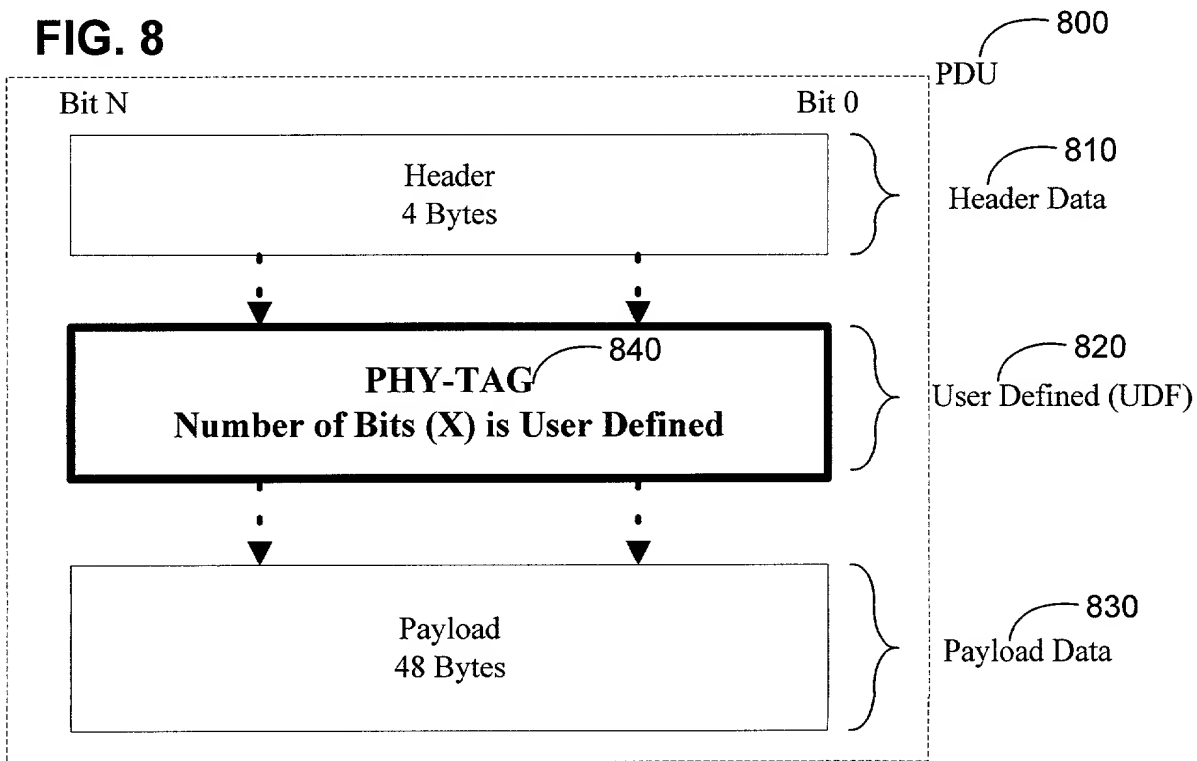 FIG. 8
800
PDU
Bit N
Bit 0
Header
4 Bytes
810
Header Data
PHY-TAG 840
Number of Bits (X) is User Defined
820
User Defined (UDF)
Payload
48 Bytes
830
Payload Data